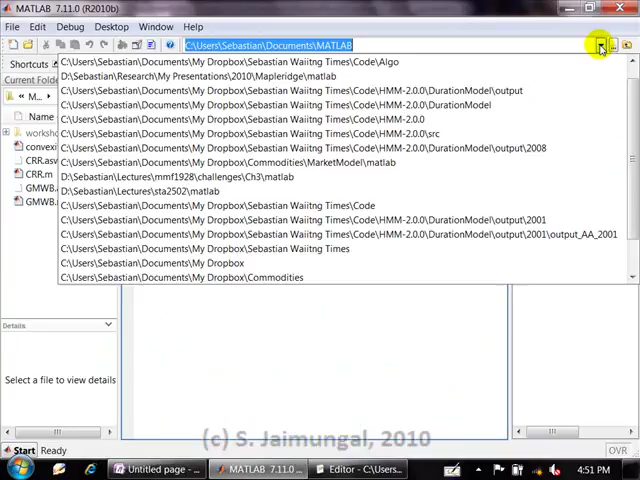 MATLAB 7.11.0 (R2010b)
File Edit Debug Desktop Window Help
C:\Users\Sebastian\Documents\MATLAB
Shortcuts
C:\Users\Sebastian\Documents\My Dropbox\Sebastian Waiitng Times\Code\Algo
Current Folde
D:\Sebastian\Research\My Presentations\2010\Mapleridge\matlab
C:\Users\Sebastian\Documents\My Dropbox\Sebastian Waiitng Times\Code\HMM-2.0.0\DurationModel\output
« M...
C:\Users\Sebastian\Documents\My Dropbox\Sebastian Waiitng Times\Code\HMM-2.0.0\DurationModel
Name
C:\Users\Sebastian\Documents\My Dropbox\Sebastian Waiitng Times\Code\HMM-2.0.0
worksho
C:\Users\Sebastian\Documents\My Dropbox\Sebastian Waiitng Times\Code\HMM-2.0.0\src
convexi
C:\Users\Sebastian\Documents\My Dropbox\Sebastian Waiitng Times\Code\HMM-2.0.0\DurationModel\output\2008
CRR.asv
C:\Users\Sebastian\Documents\My Dropbox\Commodities\MarketModel\matlab
CRR.m
D:\Sebastian\Lectures\mmf1928\challenges\Ch3\matlab
GMWB.
D:\Sebastian\Lectures\sta2502\matlab
GMWB.
C:\Users\Sebastian\Documents\My Dropbox\Sebastian Waiitng Times\Code
C:\Users\Sebastian\Documents\My Dropbox\Sebastian Waiitng Times\Code\HMM-2.0.0\DurationModel\output\2001
C:\Users\Sebastian\Documents\My Dropbox\Sebastian Waiitng Times\Code\HMM-2.0.0\DurationModel\output\2001\output_AA_2001
C:\Users\Sebastian\Documents\My Dropbox\Sebastian Waiitng Times
C:\Users\Sebastian\Documents\My Dropbox
C:\Users\Sebastian\Documents\My Dropbox\Commodities
Details
Select a file to view details
(c) S. Jaimungal, 2010
Start Ready OVR
Untitled page - ... MATLAB 7.11.0 ... Editor - C:\Users... 4:51 PM